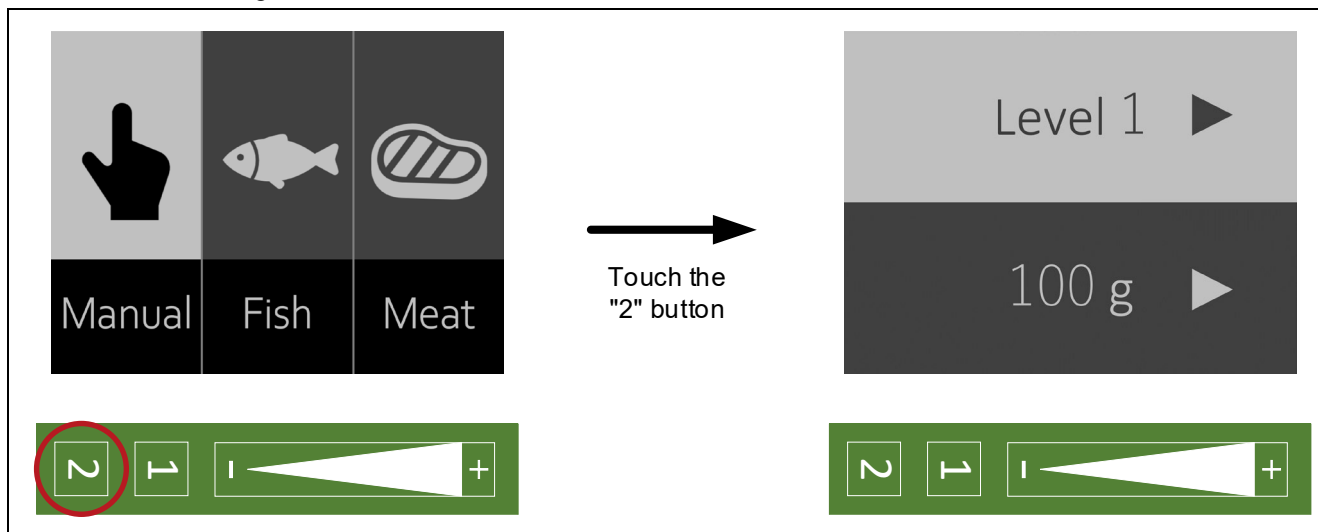 Level 1
100 g
Manual Fish Meat
Touch the
"2" button
2 1 - +
2 1 - +